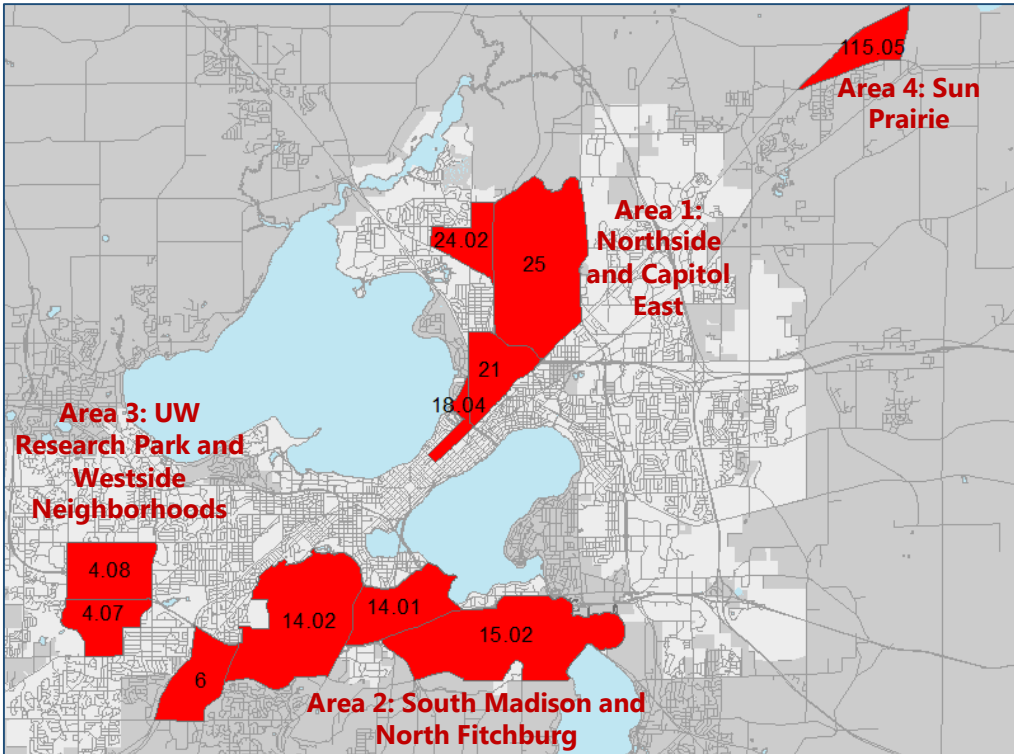 115.05
Area 4: Sun
Prairie
Area 1:
Northside
and Capitol
East
24.02
25
21
18.04
Area 3: UW
Research Park and
Westside
Neighborhoods
4.08
4.07
14.02
14.01
15.02
6
Area 2: South Madison and
North Fitchburg